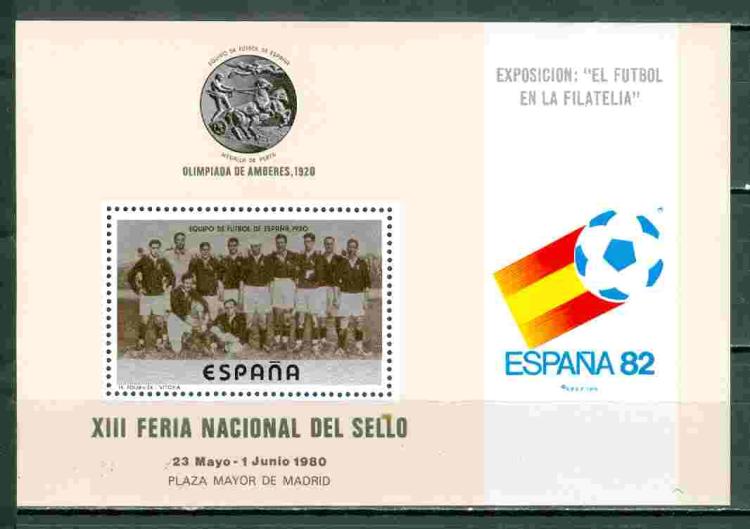 EQUIPO DE FUTBOL DE ESPAÑA
MEDALLA DE PLATA
OLIMPIADA DE AMBERES, 1920
EQUIPO DE FUTBOL DE ESPAÑA, 1920
ESPAÑA
VITORIA
XIII FERIA NACIONAL DEL SELLO
23 Mayo - 1 Junio 1980
PLAZA MAYOR DE MADRID
EXPOSICION: "EL FUTBOL
EN LA FILATELIA"
ESPAÑA 82